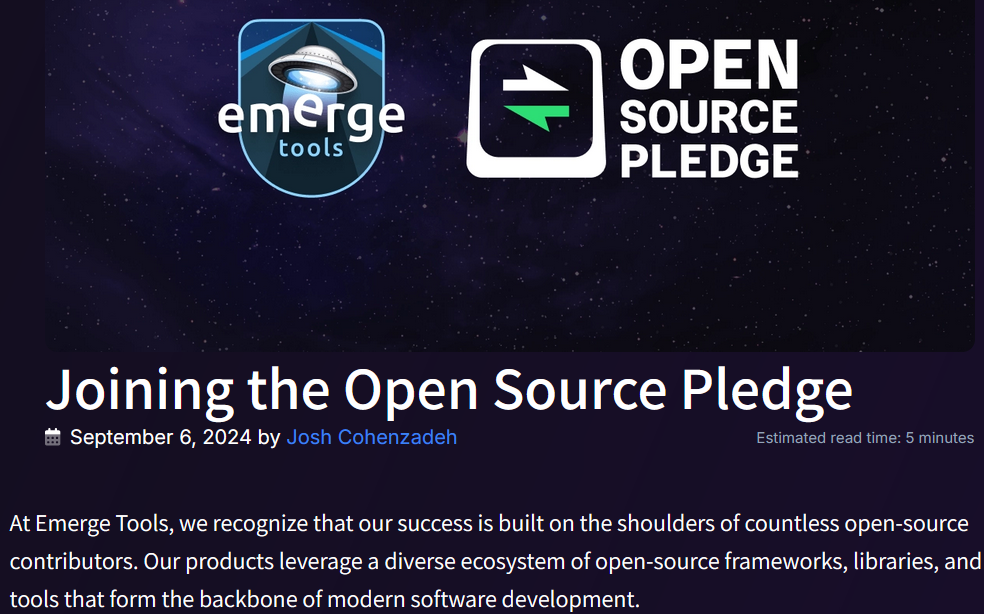 emerge
tools
OPEN
SOURCE
PLEDGE
Joining the Open Source Pledge
September 6, 2024 by Josh Cohenzadeh
Estimated read time: 5 minutes
At Emerge Tools, we recognize that our success is built on the shoulders of countless open-source
contributors. Our products leverage a diverse ecosystem of open-source frameworks, libraries, and
tools that form the backbone of modern software development.